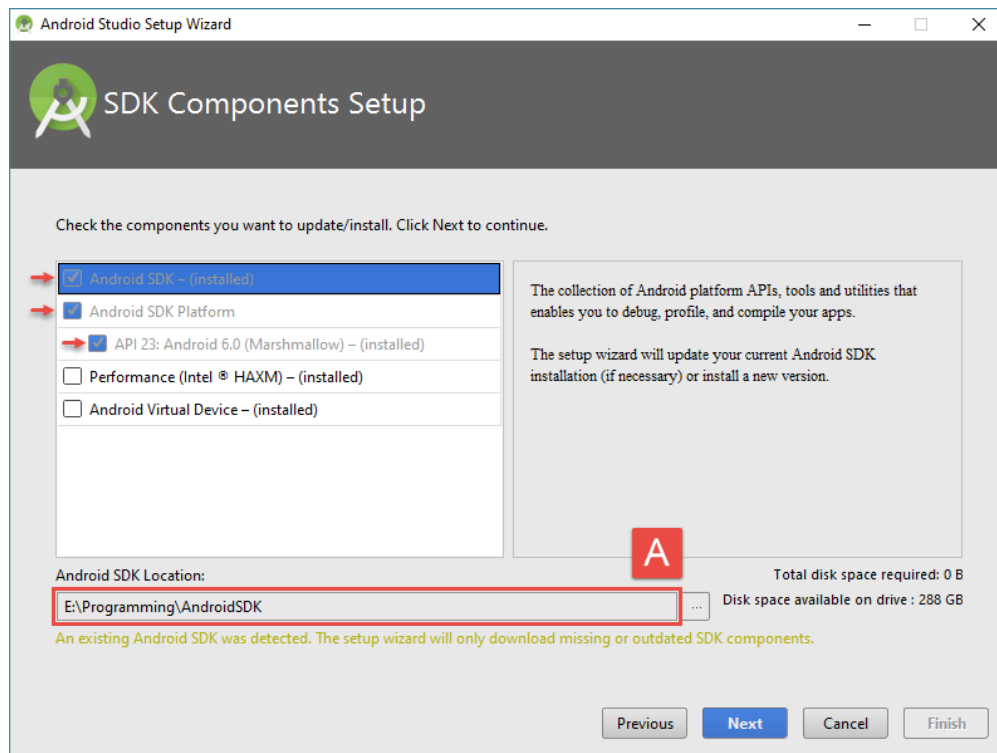 Android Studio Setup Wizard
SDK Components Setup
Check the components you want to update/install. Click Next to continue.
Android SDK – (installed)
Android SDK Platform
API 23: Android 6.0 (Marshmallow) – (installed)
Performance (Intel ® HAXM) – (installed)
Android Virtual Device – (installed)
The collection of Android platform APIs, tools and utilities that
enables you to debug, profile, and compile your apps.
The setup wizard will update your current Android SDK
installation (if necessary) or install a new version.
A
Android SDK Location:
Total disk space required: 0 B
E:\Programming\AndroidSDK
...
Disk space available on drive : 288 GB
An existing Android SDK was detected. The setup wizard will only download missing or outdated SDK components.
Previous
Next
Cancel
Finish